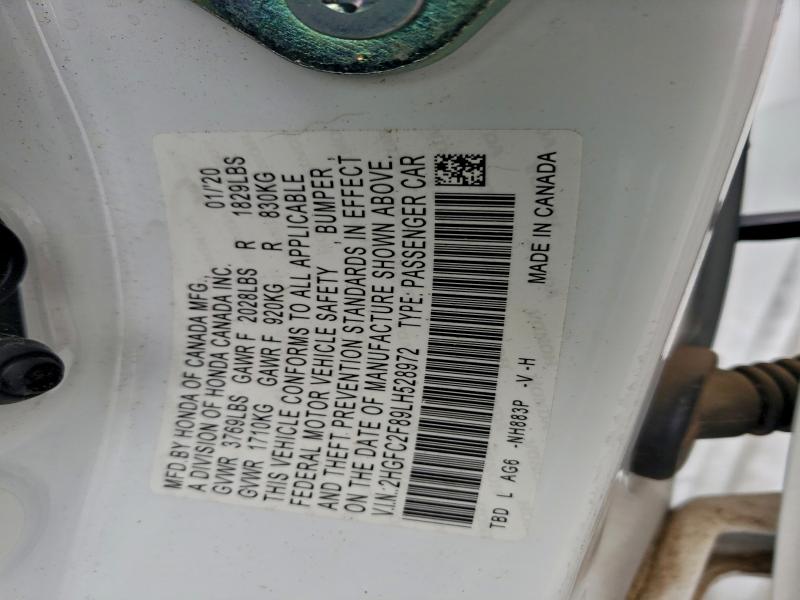 MFD BY HONDA OF CANADA MFG., 01/'20
A DIVISION OF HONDA CANADA INC.
GVWR 3769LBS GAWR F 2028LBS R 1829LBS
GVWR 1710KG GAWR F 920KG R 830KG
THIS VEHICLE CONFORMS TO ALL APPLICABLE
FEDERAL MOTOR VEHICLE SAFETY , BUMPER ,
AND THEFT PREVENTION STANDARDS IN EFFECT
ON THE DATE OF MANUFACTURE SHOWN ABOVE.
V.I.N.:2HGFC2F89LH528972 TYPE: PASSENGER CAR
TBD L AG6 -NH883P -V -H MADE IN CANADA